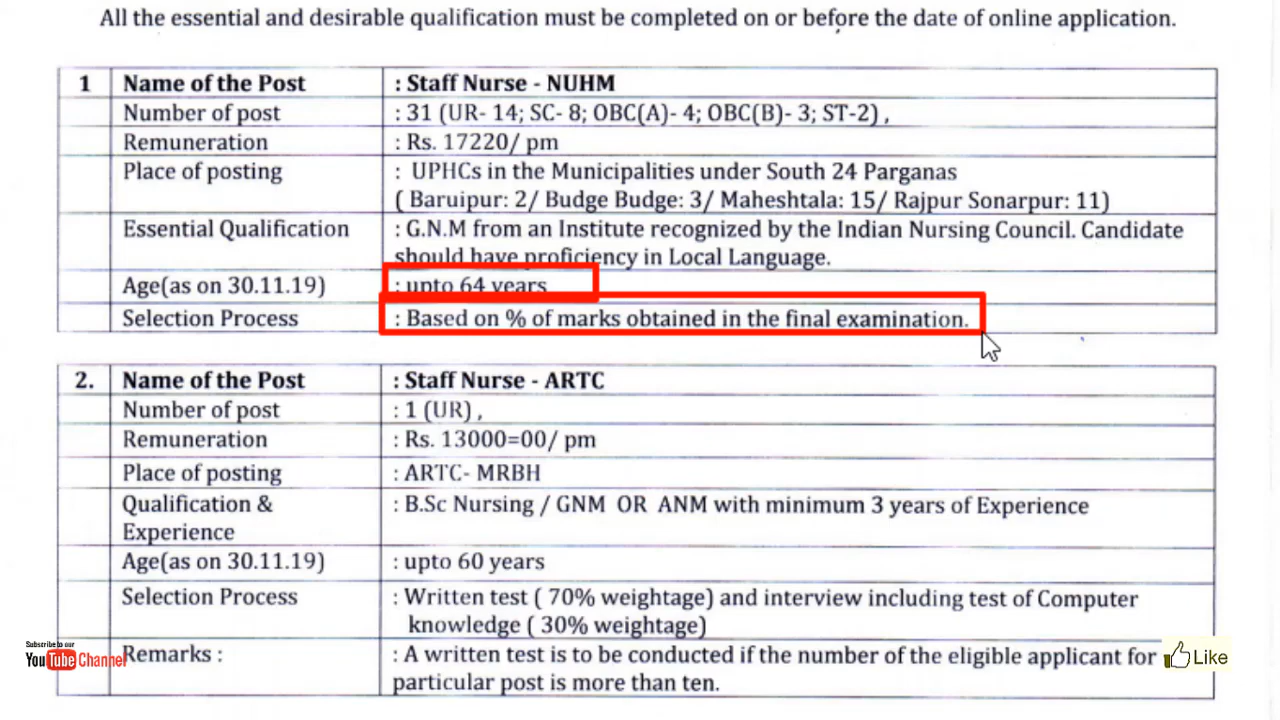 All the essential and desirable qualification must be completed on or before the date of online application.
1 Name of the Post : Staff Nurse - NUHM
Number of post : 31 (UR- 14; SC- 8; OBC(A)- 4; OBC(B)- 3; ST-2) ,
Remuneration : Rs. 17220/ pm
Place of posting : UPHCs in the Municipalities under South 24 Parganas
( Baruipur: 2/ Budge Budge: 3/ Maheshtala: 15/ Rajpur Sonarpur: 11)
Essential Qualification : G.N.M from an Institute recognized by the Indian Nursing Council. Candidate
should have proficiency in Local Language.
Age(as on 30.11.19) : upto 64 years
Selection Process : Based on % of marks obtained in the final examination.
2. Name of the Post : Staff Nurse - ARTC
Number of post : 1 (UR) ,
Remuneration : Rs. 13000=00/ pm
Place of posting : ARTC- MRBH
Qualification & : B.Sc Nursing / GNM OR ANM with minimum 3 years of Experience
Experience
Age(as on 30.11.19) : upto 60 years
Selection Process : Written test ( 70% weightage) and interview including test of Computer
knowledge ( 30% weightage)
Remarks : : A written test is to be conducted if the number of the eligible applicant for
particular post is more than ten.
Subscribe to our
YouTube Channel
Like